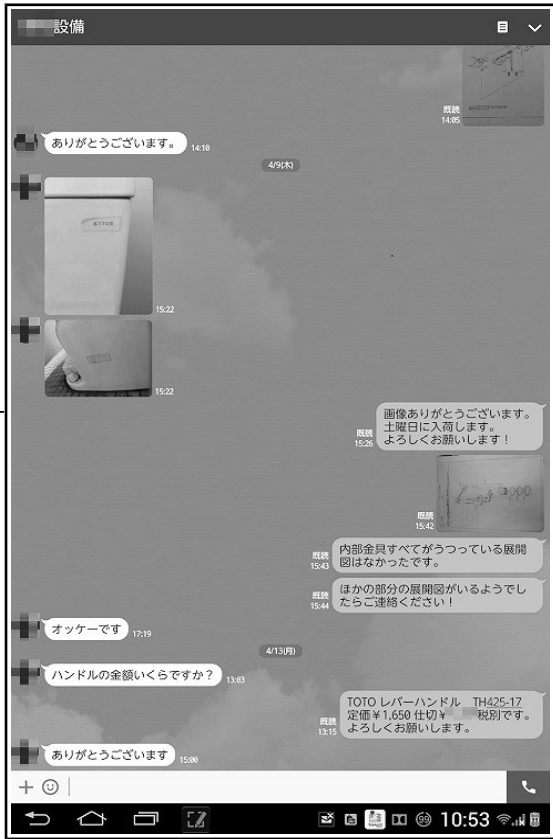 設備
既読
14:05
ありがとうございます。
14:10
4/9(木)
S770B
15:22
15:22
画像ありがとうございます。
土曜日に入荷します。
よろしくお願いします！
既読
15:26
既読
15:42
内部金具すべてがうつっている展開
図はなかったです。
既読
15:43
ほかの部分の展開図がいるようでし
たらご連絡ください！
既読
15:44
オッケーです
17:19
4/13(月)
ハンドルの金額いくらですか？
13:03
TOTO レバーハンドル TH425-17
定価￥1,650 仕切￥ 税別です。
よろしくお願いします。
既読
13:15
ありがとうございます
15:00
99
10:53